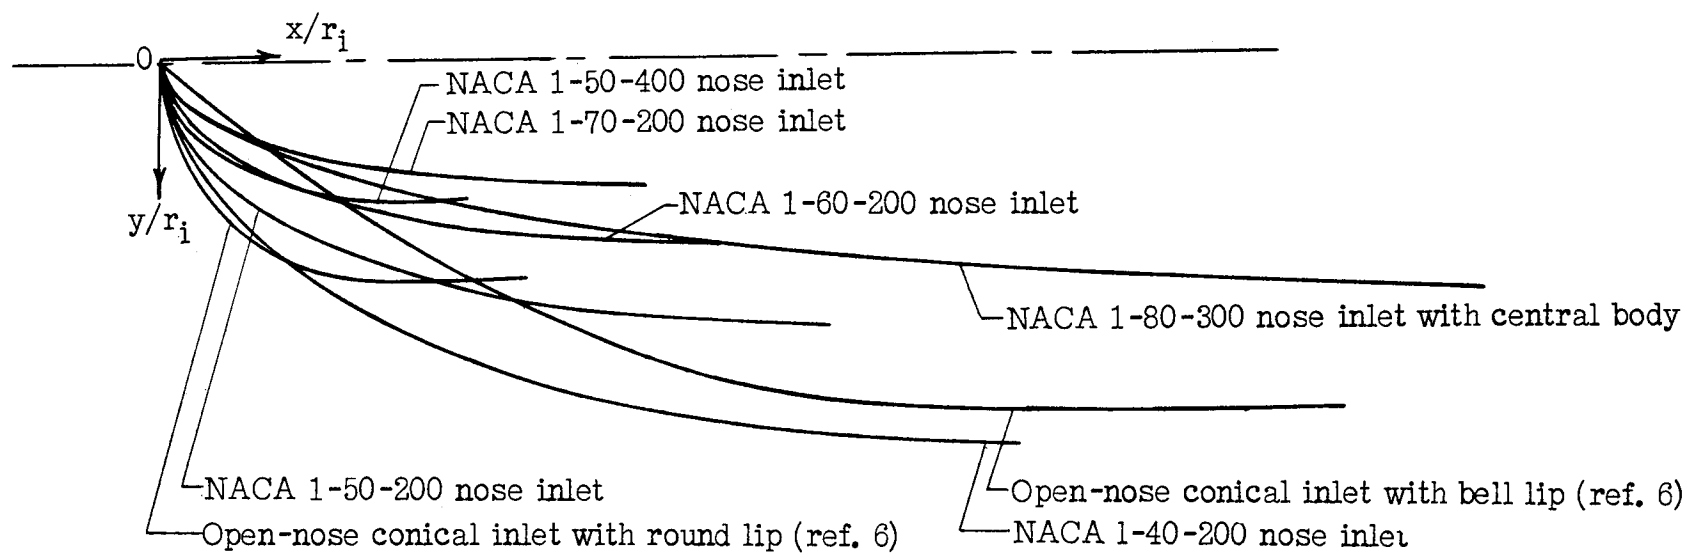 x/ri
0
NACA 1-50-400 nose inlet
NACA 1-70-200 nose inlet
y/ri
NACA 1-60-200 nose inlet
NACA 1-80-300 nose inlet with central body
NACA 1-50-200 nose inlet
Open-nose conical inlet with bell lip (ref. 6)
Open-nose conical inlet with round lip (ref. 6)
NACA 1-40-200 nose inlet